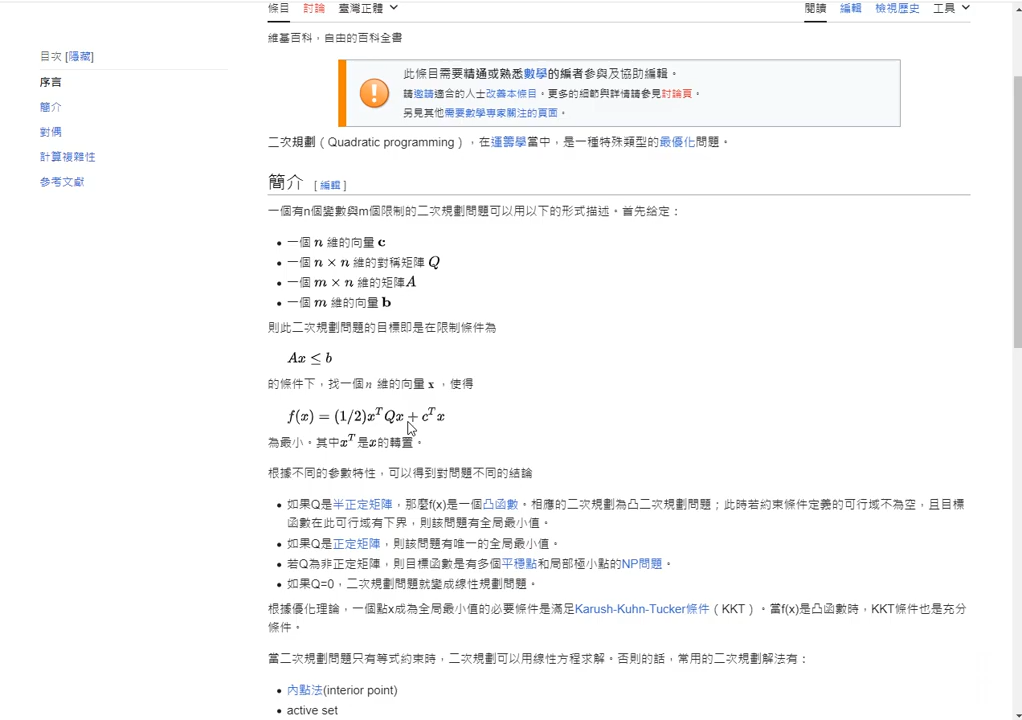 條目 討論 臺灣正體 閱讀 編輯 檢視歷史 工具
維基百科，自由的百科全書
目次 [隱藏]
序言
簡介
對偶
計算複雜性
參考文獻
此條目需要精通或熟悉數學的編者參與及協助編輯。
請邀請適合的人士改善本條目。更多的細節與詳情請參見討論頁。
另見其他需要數學專家關注的頁面。
二次規劃（Quadratic programming），在運籌學當中，是一種特殊類型的最優化問題。
簡介 [編輯]
一個有n個變數與m個限制的二次規劃問題可以用以下的形式描述。首先給定：
• 一個 n 維的向量 c
• 一個 n × n 維的對稱矩陣 Q
• 一個 m × n 維的矩陣A
• 一個 m 維的向量 b
則此二次規劃問題的目標即是在限制條件為
Ax ≤ b
的條件下，找一個n 維的向量 x ，使得
f(x) = (1/2)x^T Qx + c^T x
為最小。其中x^T是x的轉置。
根據不同的參數特性，可以得到對問題不同的結論
• 如果Q是半正定矩陣，那麼f(x)是一個凸函數。相應的二次規劃為凸二次規劃問題；此時若約束條件定義的可行域不為空，且目標
函數在此可行域有下界，則該問題有全局最小值。
• 如果Q是正定矩陣，則該問題有唯一的全局最小值。
• 若Q為非正定矩陣，則目標函數是有多個平穩點和局部極小點的NP問題。
• 如果Q=0，二次規劃問題就變成線性規劃問題。
根據優化理論，一個點x成為全局最小值的必要條件是滿足Karush-Kuhn-Tucker條件（KKT）。當f(x)是凸函數時，KKT條件也是充分
條件。
當二次規劃問題只有等式約束時，二次規劃可以用線性方程求解。否則的話，常用的二次規劃解法有：
• 內點法(interior point)
• active set